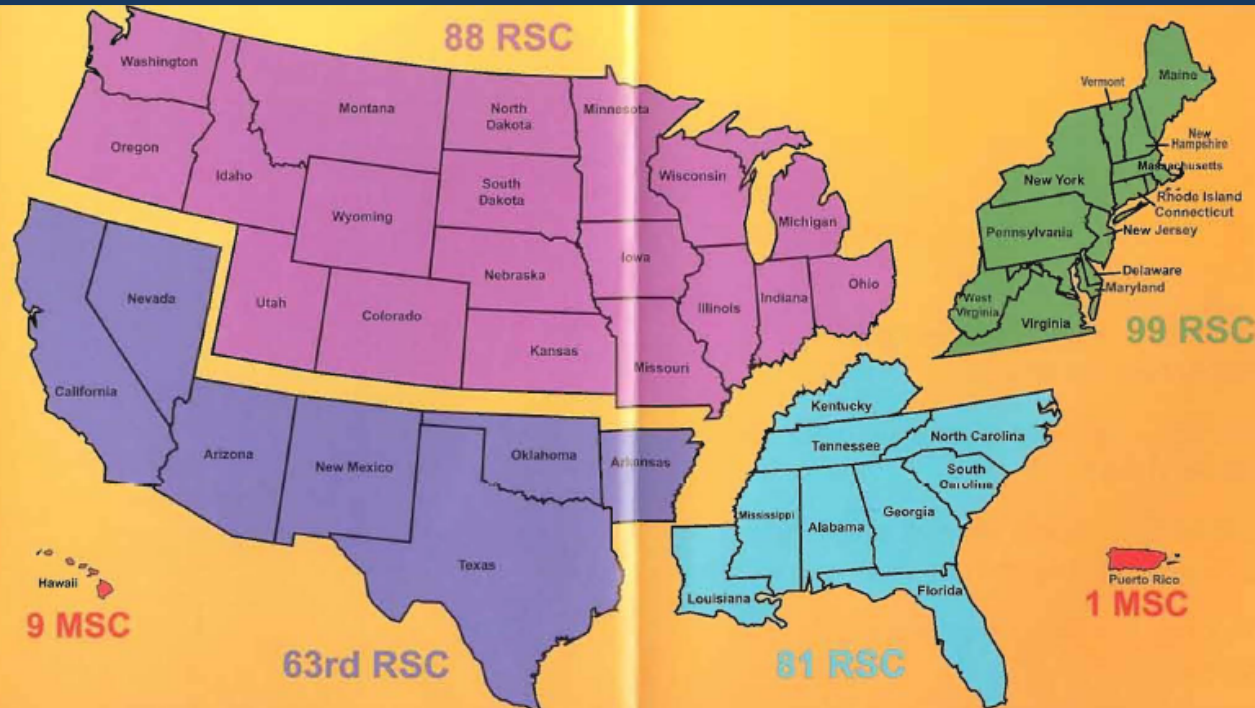 88 RSC
Washington
Montana
North
Dakota
Minnesota
Oregon
Idaho
South
Dakota
Wisconsin
Wyoming
Michigan
Iowa
Nebraska
Utah
Colorado
Illinois
Indiana
Ohio
Kansas
Missouri
Vermont
Maine
New
Hampshire
Massachusetts
New York
Rhode Island
Connecticut
Pennsylvania
New Jersey
Delaware
Maryland
West
Virginia
Virginia
99 RSC
Nevada
California
Arizona
New Mexico
Oklahoma
Arkansas
Texas
63rd RSC
Kentucky
Tennessee
North Carolina
South
Carolina
Mississippi
Alabama
Georgia
Louisiana
Florida
81 RSC
Hawaii
9 MSC
Puerto Rico
1 MSC